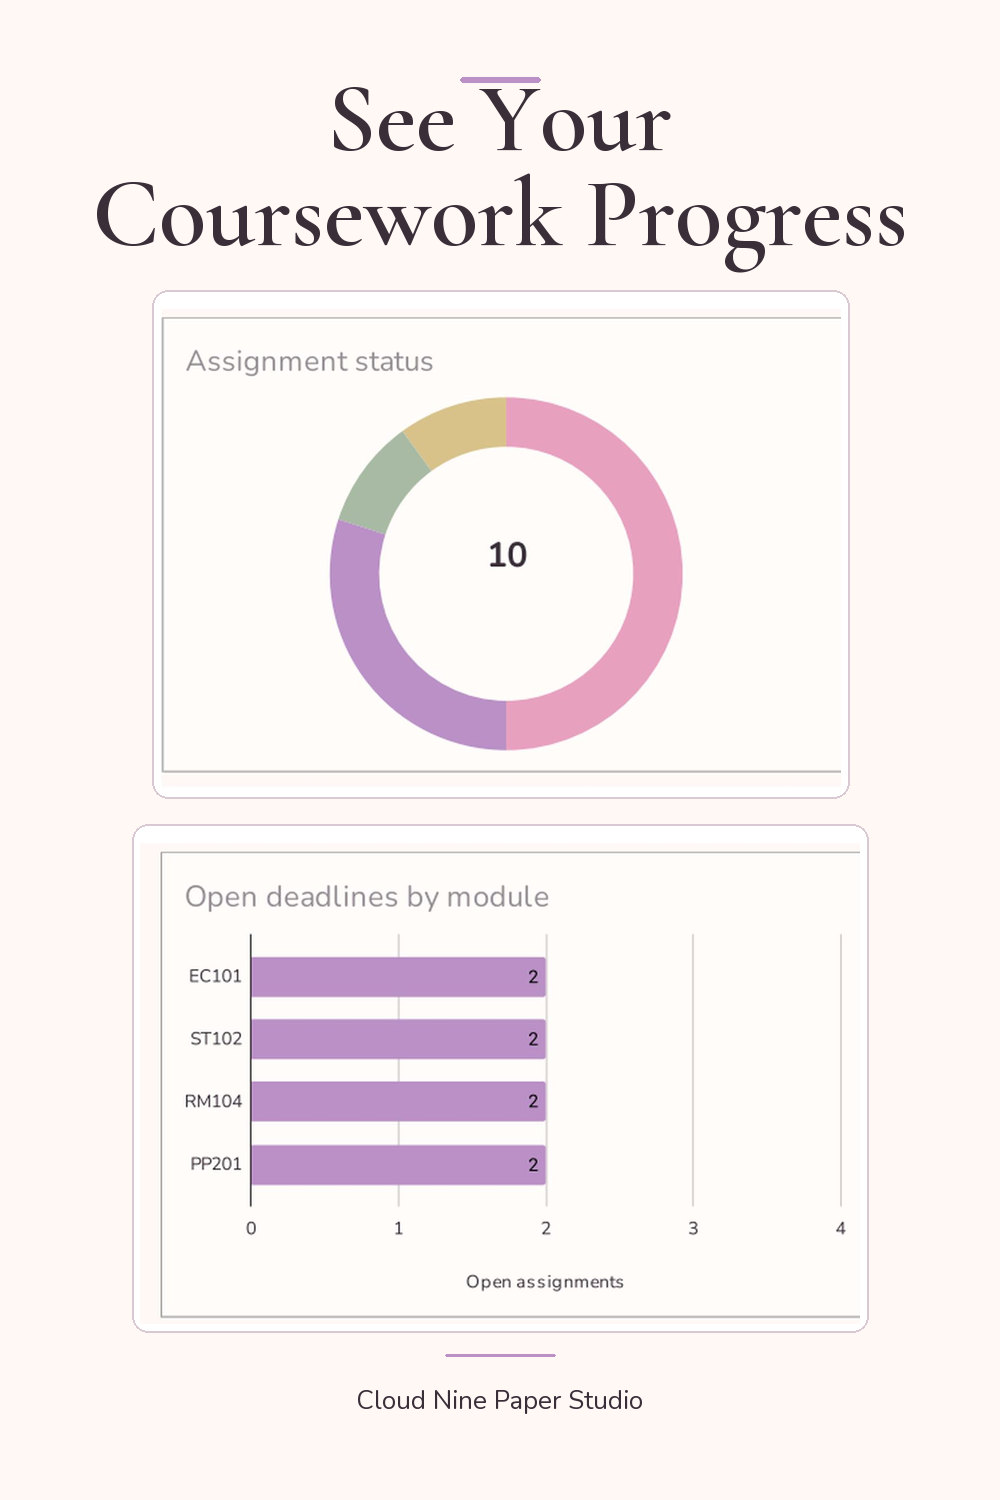 See Your
Coursework Progress
Assignment status
10
Open deadlines by module
EC101 2
ST102 2
RM104 2
PP201 2
0 1 2 3 4
Open assignments
Cloud Nine Paper Studio